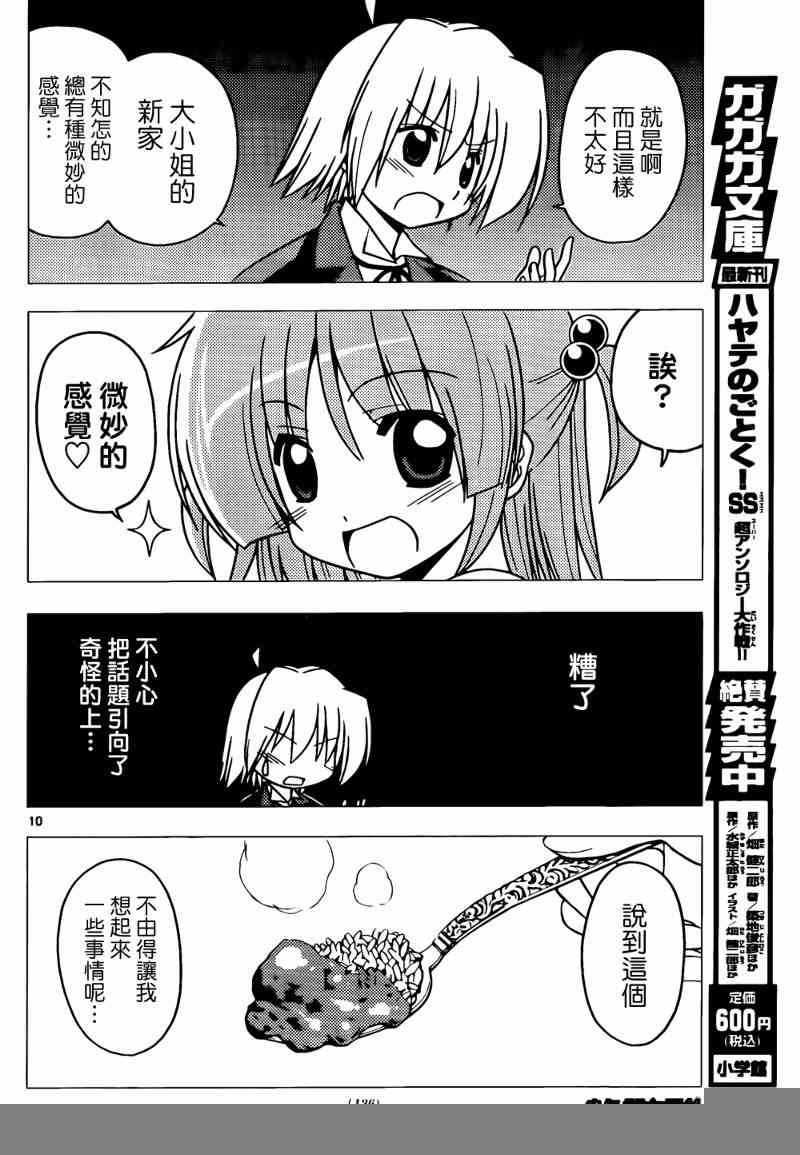 就是啊
而且這樣
不太好
大小姐的
新家
不知怎的
總有種微妙的
感覺…
誒？
微妙的
感覺♡
糟了
不小心
把話題引向了
奇怪的上…
10
說到這個
不由得讓我
想起來
一些事情呢…
(136)
ガガガ文庫
最新刊
ハヤテのごとく！SS
超アンソロジー大作戦!!
絶賛
発売中
定価
600円
(税込)
小学館